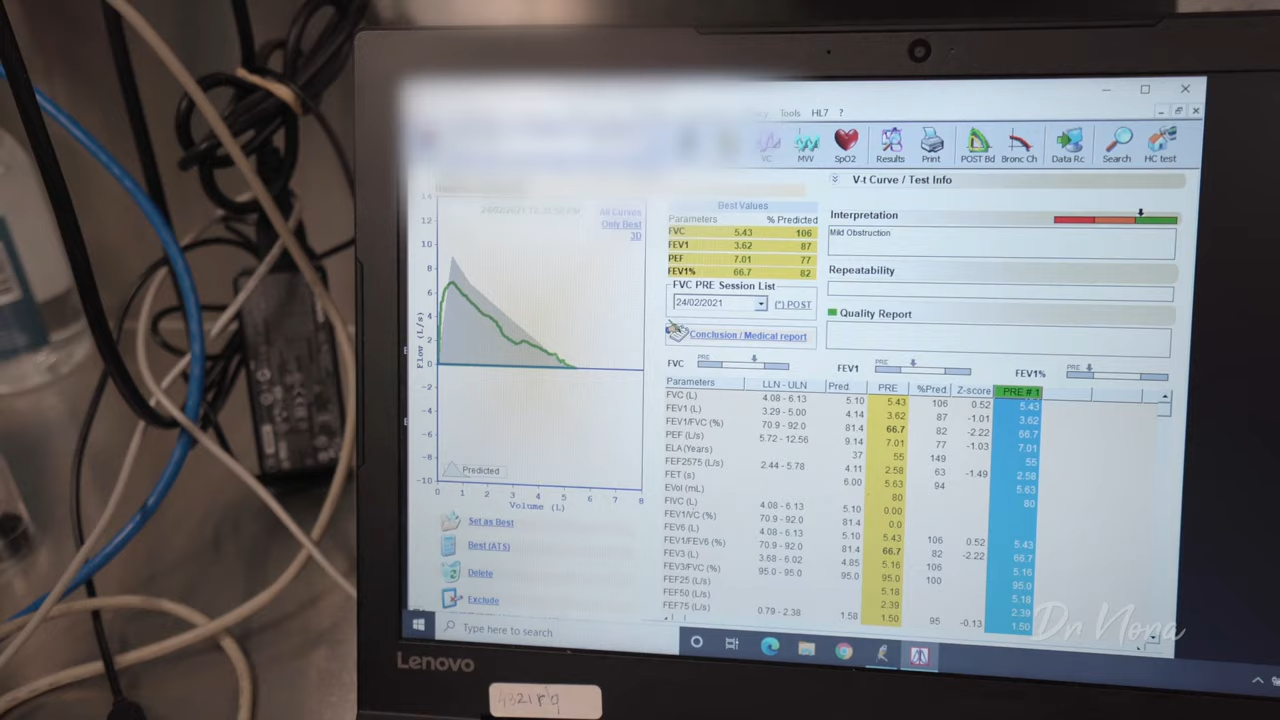 Tools HL7 ?
VC MVV SpO2 Results Print POST Bd Bronc Ch Data Rc Search HC test
V-t Curve / Test Info
24/02/2021
All Curves
Only Best
3D
14
12
10
8
6
4
2
0
-2
-4
-6
-8
-10
Flow (L/s)
Predicted
0 1 2 3 4 5 6 7 8
Volume (L)
Set as Best
Best (ATS)
Delete
Exclude
Best Values
Parameters % Predicted
FVC 5.43 106
FEV1 3.62 87
PEF 7.01 77
FEV1% 66.7 82
FVC PRE Session List
24/02/2021 (*) POST
Conclusion / Medical report
Interpretation
Mild Obstruction
Repeatability
Quality Report
FVC PRE FEV1 PRE FEV1% PRE
Parameters LLN - ULN Pred. PRE %Pred. Z-score PRE # 1
FVC (L) 4.08 - 6.13 5.10 5.43 106 0.52 5.43
FEV1 (L) 3.29 - 5.00 4.14 3.62 87 -1.01 3.62
FEV1/FVC (%) 70.9 - 92.0 81.4 66.7 82 -2.22 66.7
PEF (L/s) 5.72 - 12.56 9.14 7.01 77 -1.03 7.01
ELA (Years) 37 55 149 55
FEF2575 (L/s) 2.44 - 5.78 4.11 2.58 63 -1.49 2.58
FET (s) 6.00 5.63 94 5.63
EVol (mL) 80 80
FIVC (L) 4.08 - 6.13 5.10 0.00
FEV1/VC (%) 70.9 - 92.0 81.4 0.0
FEV6 (L) 4.08 - 6.13 5.10 5.43 106 0.52 5.43
FEV1/FEV6 (%) 70.9 - 92.0 81.4 66.7 82 -2.22 66.7
FEV3 (L) 3.68 - 6.02 4.85 5.16 106 5.16
FEV3/FVC (%) 95.0 - 95.0 95.0 95.0 100 95.0
FEF25 (L/s) 5.18 5.18
FEF50 (L/s) 2.39 2.39
FEF75 (L/s) 0.79 - 2.38 1.58 1.50 95 -0.13 1.50
Dr Nona
Type here to search
Lenovo